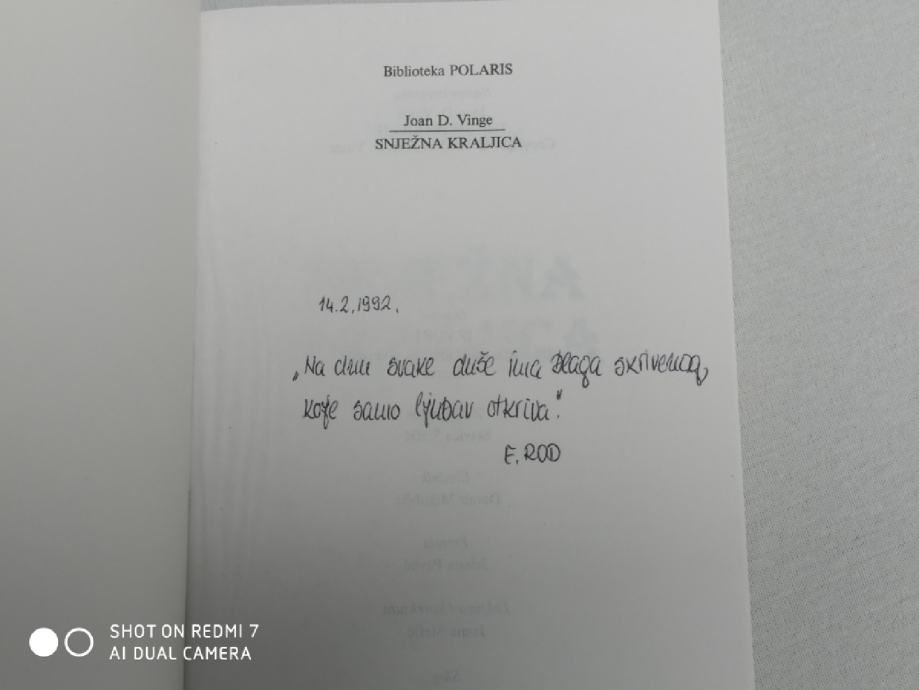 Biblioteka POLARIS
Joan D. Vinge
SNJEŽNA KRALJICA
14.2.1992.
„Na dnu svake duše ima blaga skrivenog,
koje samo ljubav otkriva".
E. ROD
SHOT ON REDMI 7
AI DUAL CAMERA